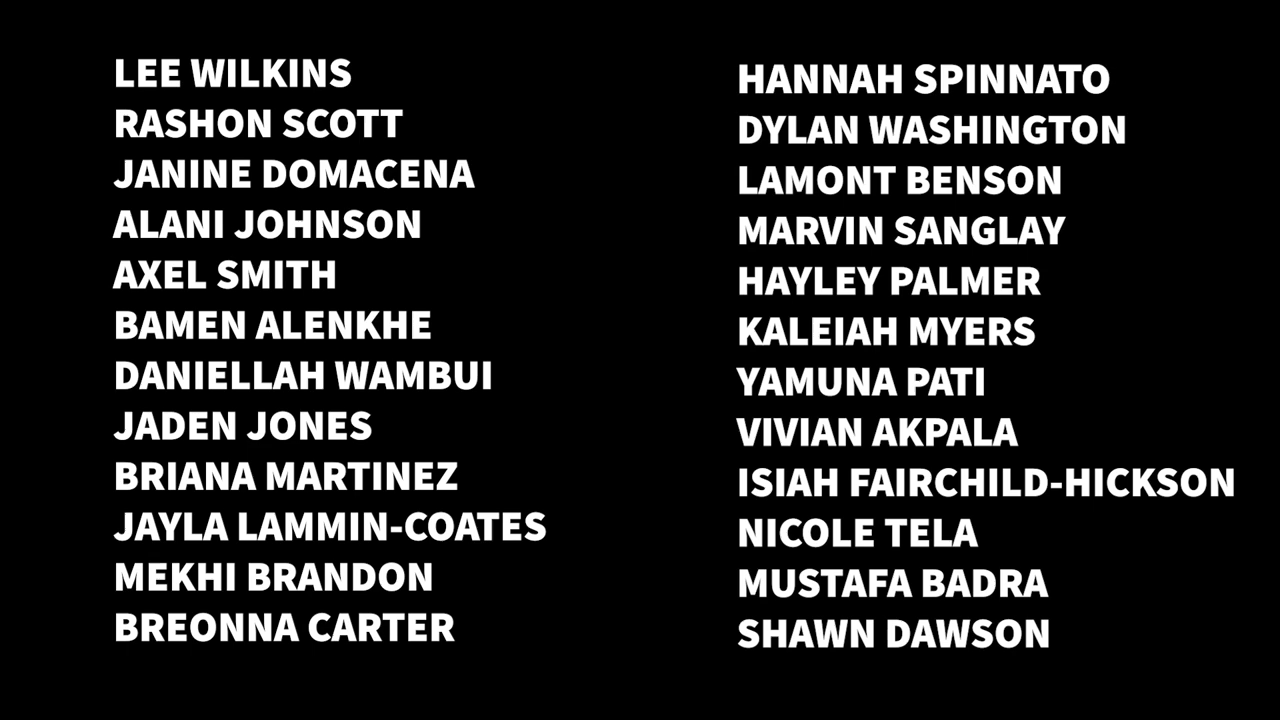 LEE WILKINS
RASHON SCOTT
JANINE DOMACENA
ALANI JOHNSON
AXEL SMITH
BAMEN ALENKHE
DANIELLAH WAMBUI
JADEN JONES
BRIANA MARTINEZ
JAYLA LAMMIN-COATES
MEKHI BRANDON
BREONNA CARTER
HANNAH SPINNATO
DYLAN WASHINGTON
LAMONT BENSON
MARVIN SANGLAY
HAYLEY PALMER
KALEIAH MYERS
YAMUNA PATI
VIVIAN AKPALA
ISIAH FAIRCHILD-HICKSON
NICOLE TELA
MUSTAFA BADRA
SHAWN DAWSON